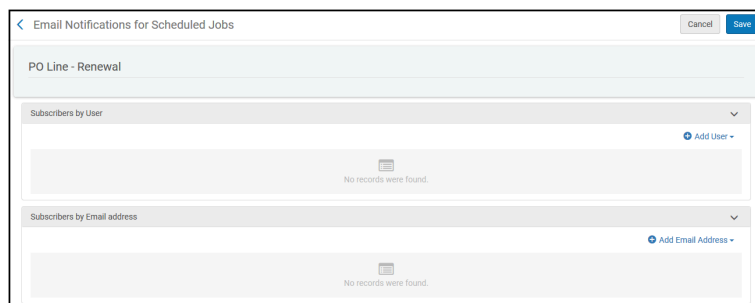 Email Notifications for Scheduled Jobs
Cancel
Save
PO Line - Renewal
Subscribers by User
Add User
No records were found.
Subscribers by Email address
Add Email Address
No records were found.